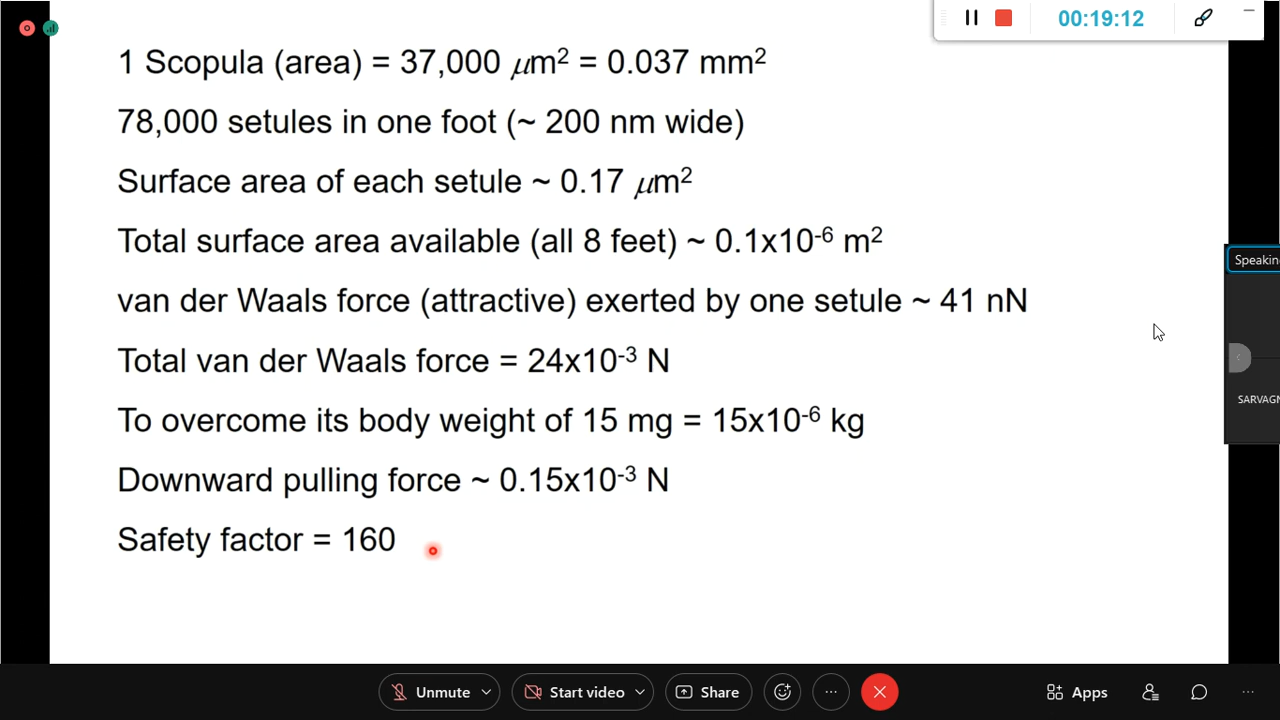 00:19:12
1 Scopula (area) = 37,000 μm² = 0.037 mm²
78,000 setules in one foot (~ 200 nm wide)
Surface area of each setule ~ 0.17 μm²
Total surface area available (all 8 feet) ~ 0.1x10⁻⁶ m²
van der Waals force (attractive) exerted by one setule ~ 41 nN
Total van der Waals force = 24x10⁻³ N
To overcome its body weight of 15 mg = 15x10⁻⁶ kg
Downward pulling force ~ 0.15x10⁻³ N
Safety factor = 160
Speakin
SARVAGN
Unmute Start video Share Apps